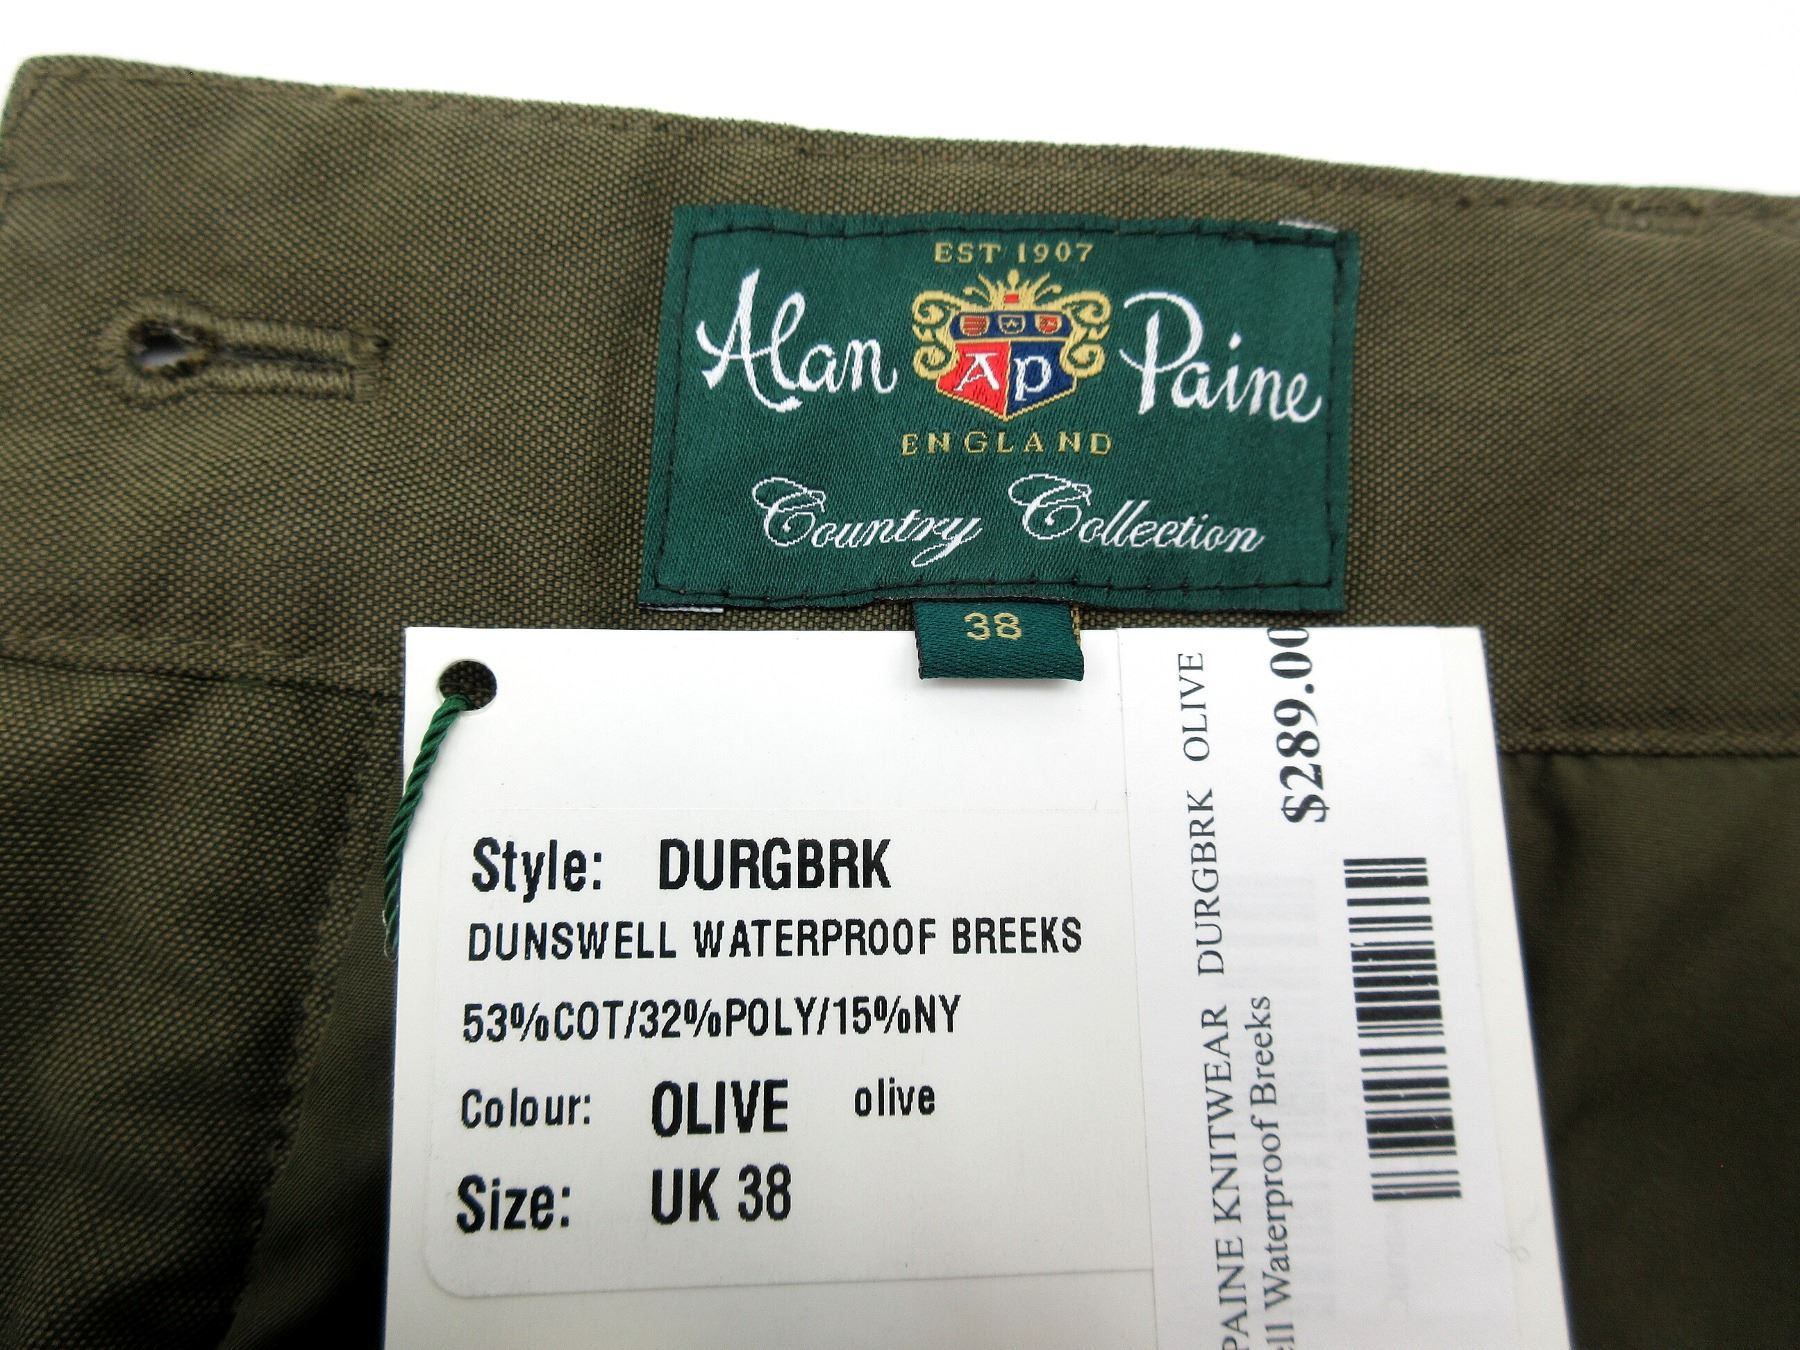 EST 1907
Alan AP Paine
ENGLAND
Country Collection
38
Style: DURGBRK
DUNSWELL WATERPROOF BREEKS
53%COT/32%POLY/15%NY
Colour: OLIVE olive
Size: UK 38
PAINE KNITWEAR DURGBRK OLIVE
Waterproof Breeks
$289.00